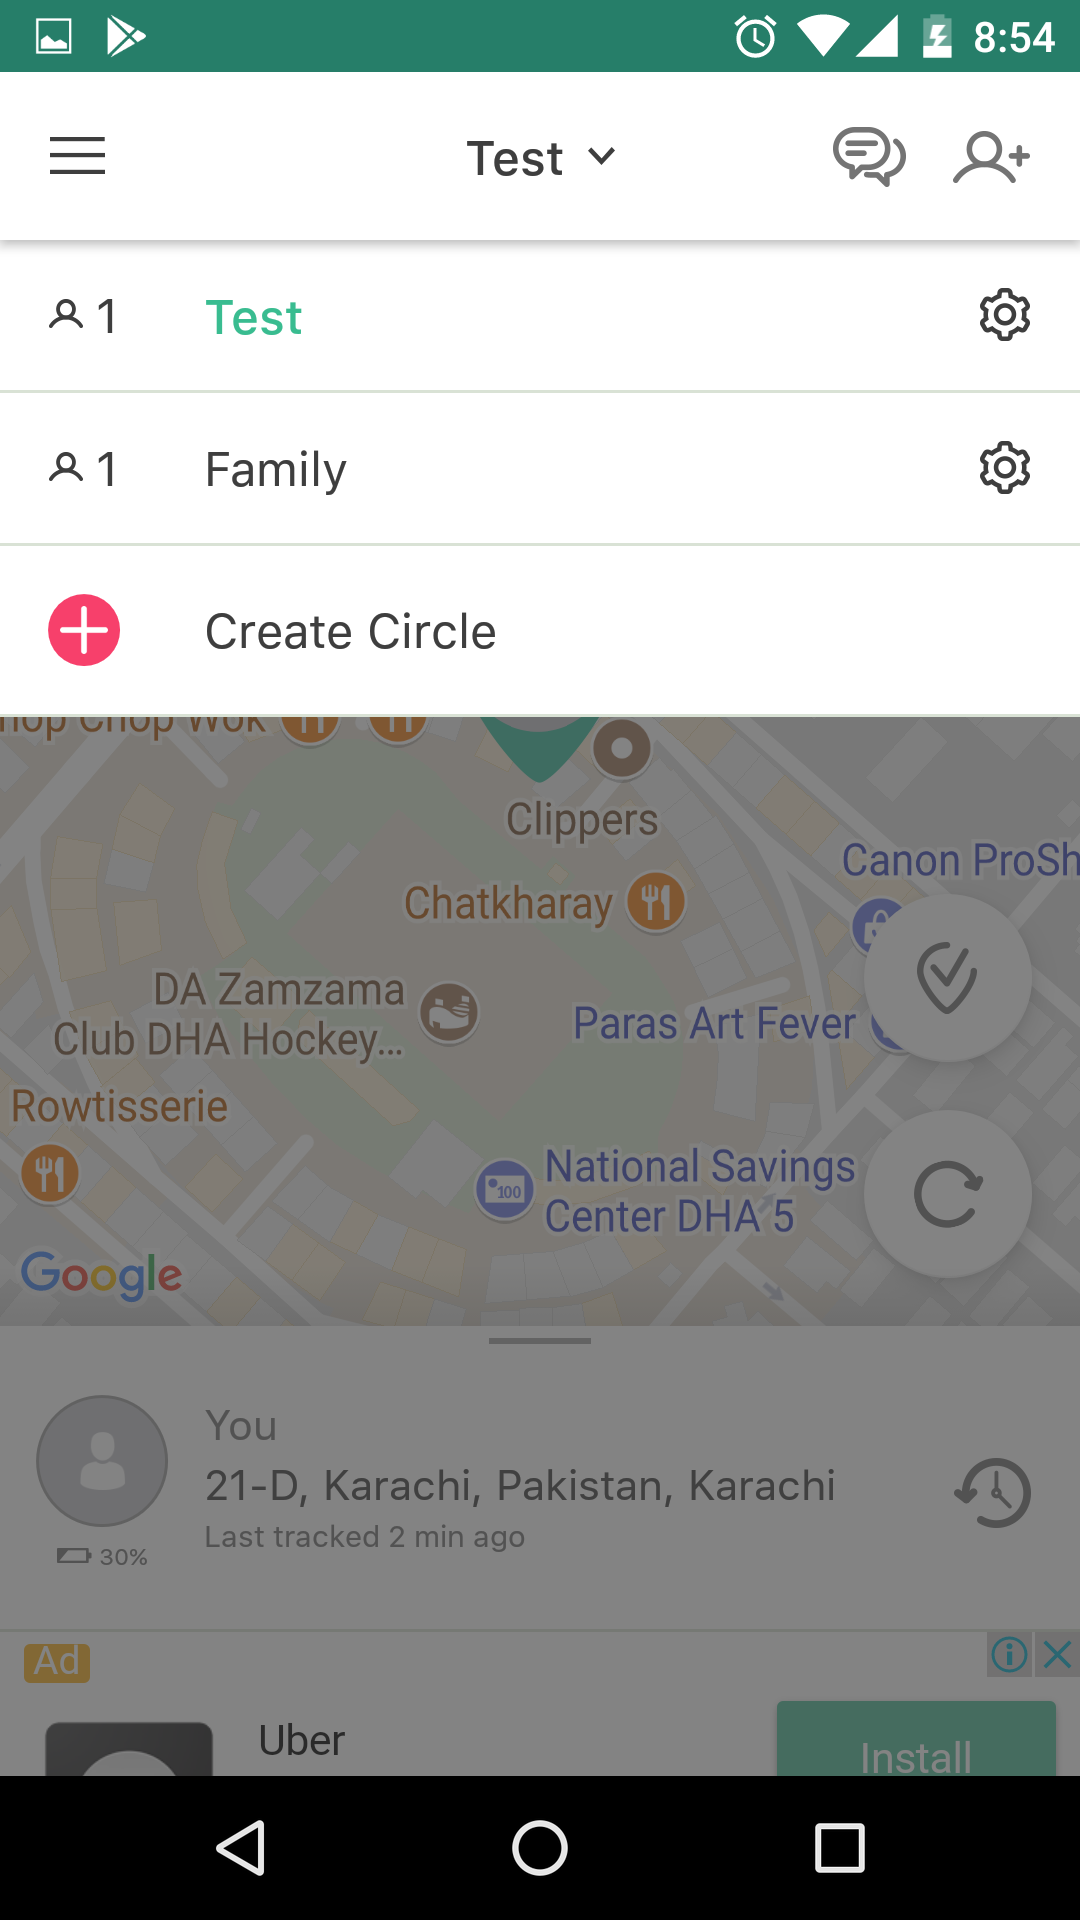 8:54
Test
1 Test
1 Family
Create Circle
Chop Wok
Clippers
Canon ProSh
Chatkharay
DA Zamzama
Club DHA Hockey...
Paras Art Fever
Rowtisserie
National Savings
Center DHA 5
100
Google
You
21-D, Karachi, Pakistan, Karachi
Last tracked 2 min ago
30%
Ad
Uber
Install